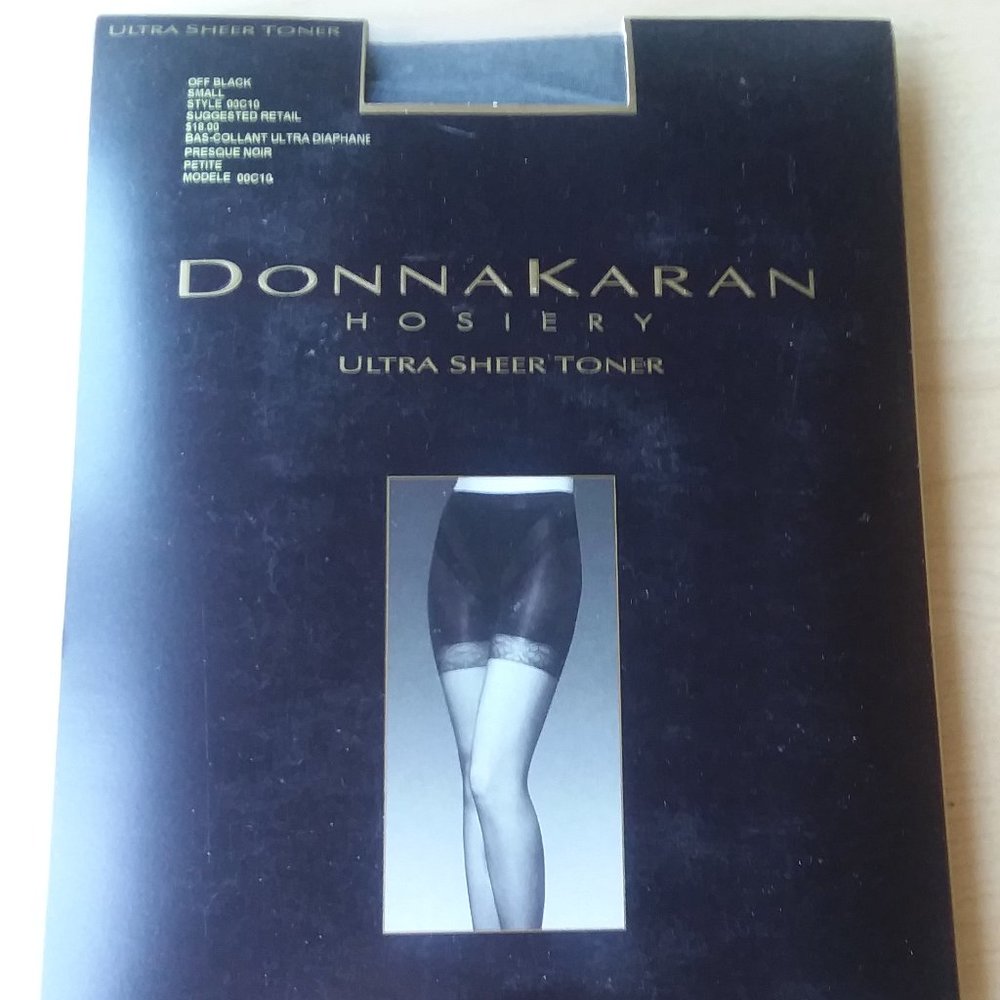 ULTRA SHEER TONER
OFF BLACK
SMALL
STYLE 00C10
SUGGESTED RETAIL
$18.00
BAS-COLLANT ULTRA DIAPHANE
PRESQUE NOIR
PETITE
MODELE 00C10
DONNAKARAN
HOSIERY
ULTRA SHEER TONER